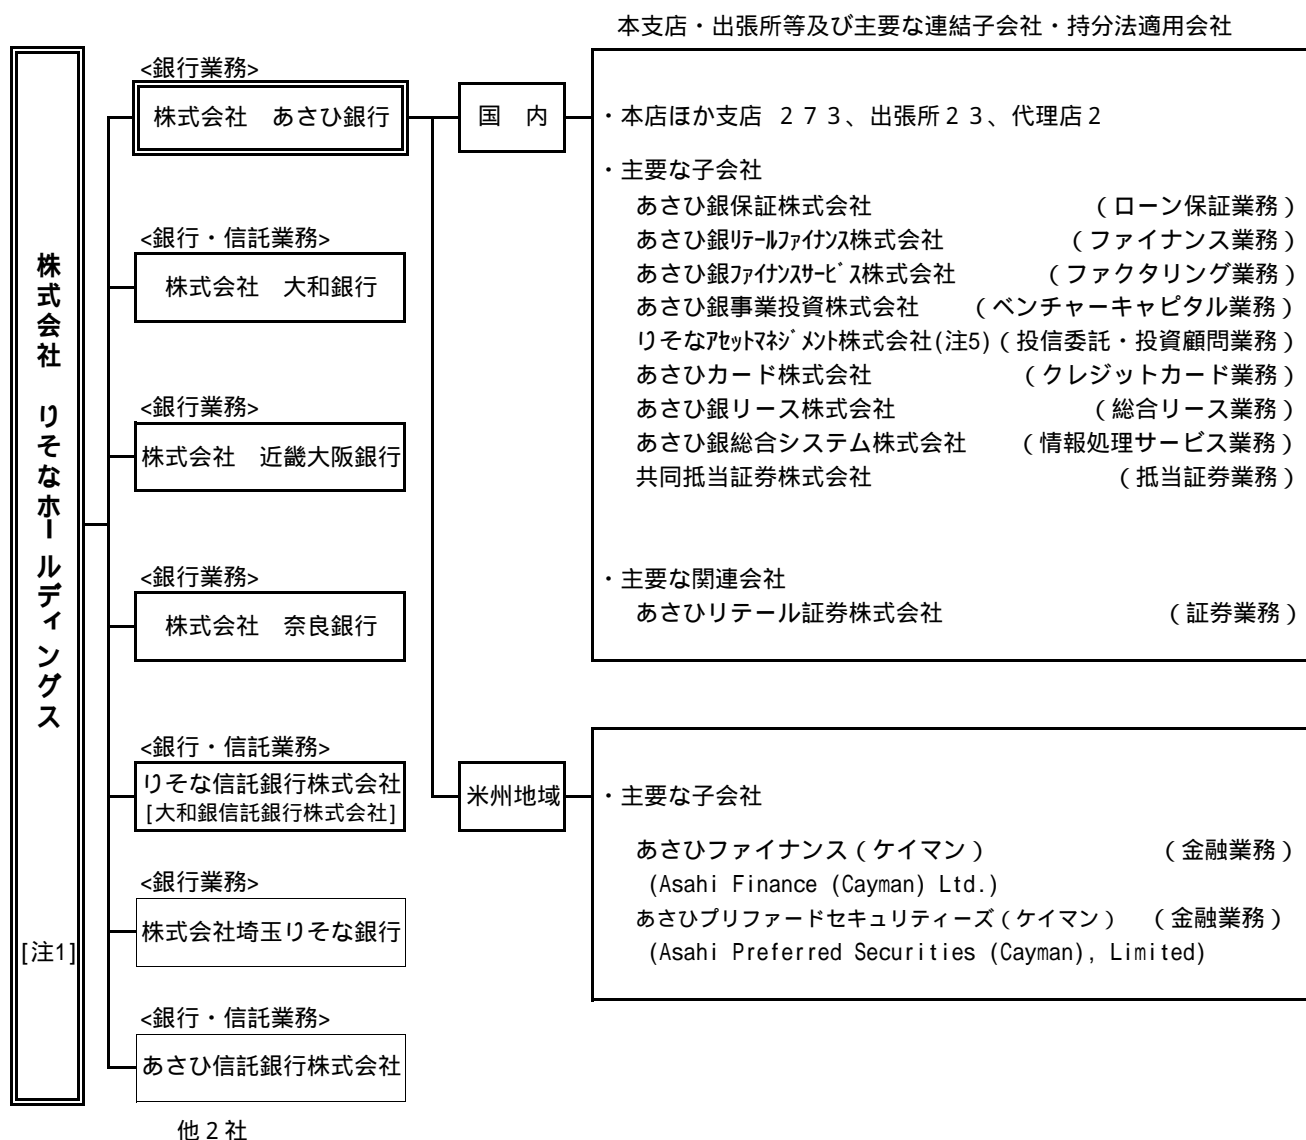 本支店・出張所等及び主要な連結子会社・持分法適用会社
株式会社 りそなホールディングス
[注1]
<銀行業務>
株式会社 あさひ銀行
<銀行・信託業務>
株式会社 大和銀行
<銀行業務>
株式会社 近畿大阪銀行
<銀行業務>
株式会社 奈良銀行
<銀行・信託業務>
りそな信託銀行株式会社
[大和銀信託銀行株式会社]
<銀行業務>
株式会社埼玉りそな銀行
<銀行・信託業務>
あさひ信託銀行株式会社
他2社
国 内
・本店ほか支店 273、出張所23、代理店2
・主要な子会社
あさひ銀保証株式会社 (ローン保証業務)
あさひ銀リテールファイナンス株式会社 (ファイナンス業務)
あさひ銀ファイナンスサービス株式会社 (ファクタリング業務)
あさひ銀事業投資株式会社 (ベンチャーキャピタル業務)
りそなアセットマネジメント株式会社(注5) (投信委託・投資顧問業務)
あさひカード株式会社 (クレジットカード業務)
あさひ銀リース株式会社 (総合リース業務)
あさひ銀総合システム株式会社 (情報処理サービス業務)
共同抵当証券株式会社 (抵当証券業務)
・主要な関連会社
あさひリテール証券株式会社 (証券業務)
米州地域
・主要な子会社
あさひファイナンス(ケイマン) (金融業務)
(Asahi Finance (Cayman) Ltd.)
あさひプリファードセキュリティーズ(ケイマン) (金融業務)
(Asahi Preferred Securities (Cayman), Limited)